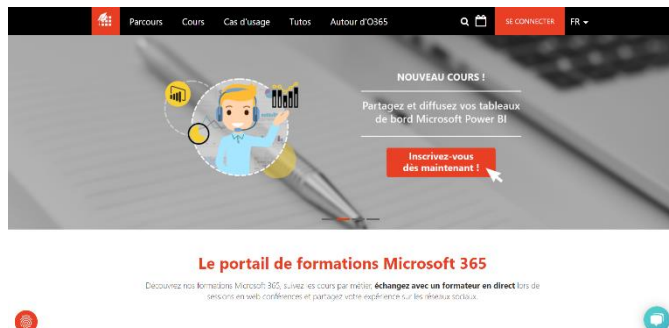 Parcours Cours Cas d'usage Tutos Autour d'O365 SE CONNECTER FR
NOUVEAU COURS !
Partagez et diffusez vos tableaux
de bord Microsoft Power BI
Inscrivez-vous
dès maintenant !
Le portail de formations Microsoft 365
Découvrez nos formations Microsoft 365, suivez les cours par métier, échangez avec un formateur en direct lors de
sessions en web conférences et partagez votre expérience sur les réseaux sociaux.